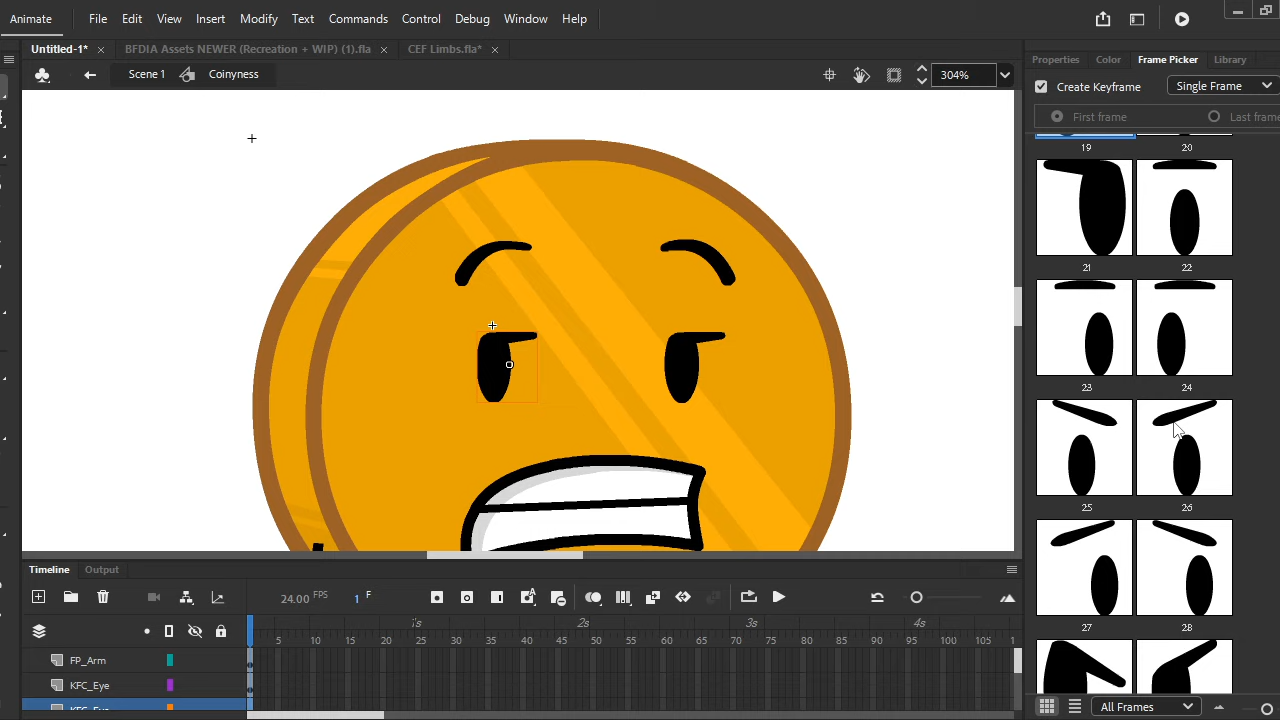 Animate File Edit View Insert Modify Text Commands Control Debug Window Help
Untitled-1* BFDIA Assets NEWER (Recreation + WIP) (1).fla CEF Limbs.fla*
Scene 1 Coinyness 304%
Properties Color Frame Picker Library
Create Keyframe Single Frame
First frame Last frame
19 20
21 22
23 24
25 26
27 28
All Frames
Timeline Output
24.00 FPS 1 F
1s 2s 3s 4s
5 10 15 20 25 30 35 40 45 50 55 60 65 70 75 80 85 90 95 100 105
FP_Arm
KFC_Eye
KFC_Eye